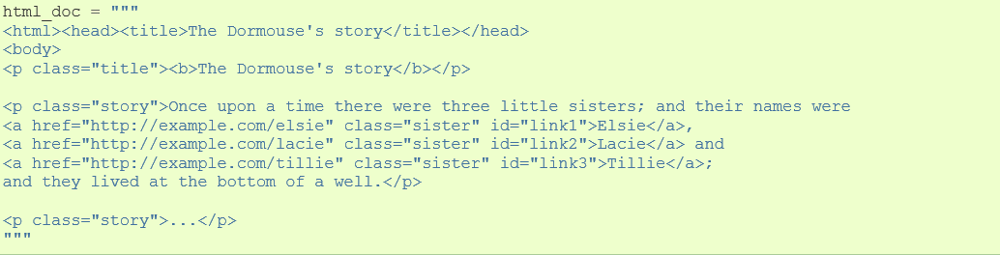 html_doc = """
<html><head><title>The Dormouse's story</title></head>
<body>
<p class="title"><b>The Dormouse's story</b></p>

<p class="story">Once upon a time there were three little sisters; and their names were
<a href="http://example.com/elsie" class="sister" id="link1">Elsie</a>,
<a href="http://example.com/lacie" class="sister" id="link2">Lacie</a> and
<a href="http://example.com/tillie" class="sister" id="link3">Tillie</a>;
and they lived at the bottom of a well.</p>

<p class="story">...</p>
"""